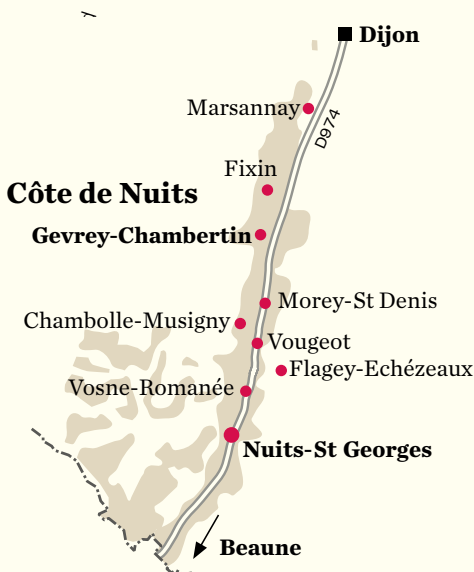 Dijon
Marsannay
D974
Fixin
Côte de Nuits
Gevrey-Chambertin
Morey-St Denis
Chambolle-Musigny
Vougeot
Flagey-Echézeaux
Vosne-Romanée
Nuits-St Georges
Beaune